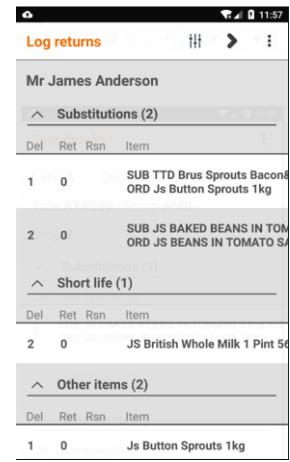 11:57
Log returns
Mr James Anderson
Substitutions (2)
Del Ret Rsn Item
1 0 SUB TTD Brus Sprouts Bacon&
ORD Js Button Sprouts 1kg
2 0 SUB JS BAKED BEANS IN TOM
ORD JS BEANS IN TOMATO SA
Short life (1)
Del Ret Rsn Item
2 0 JS British Whole Milk 1 Pint 56
Other items (2)
Del Ret Rsn Item
1 0 Js Button Sprouts 1kg